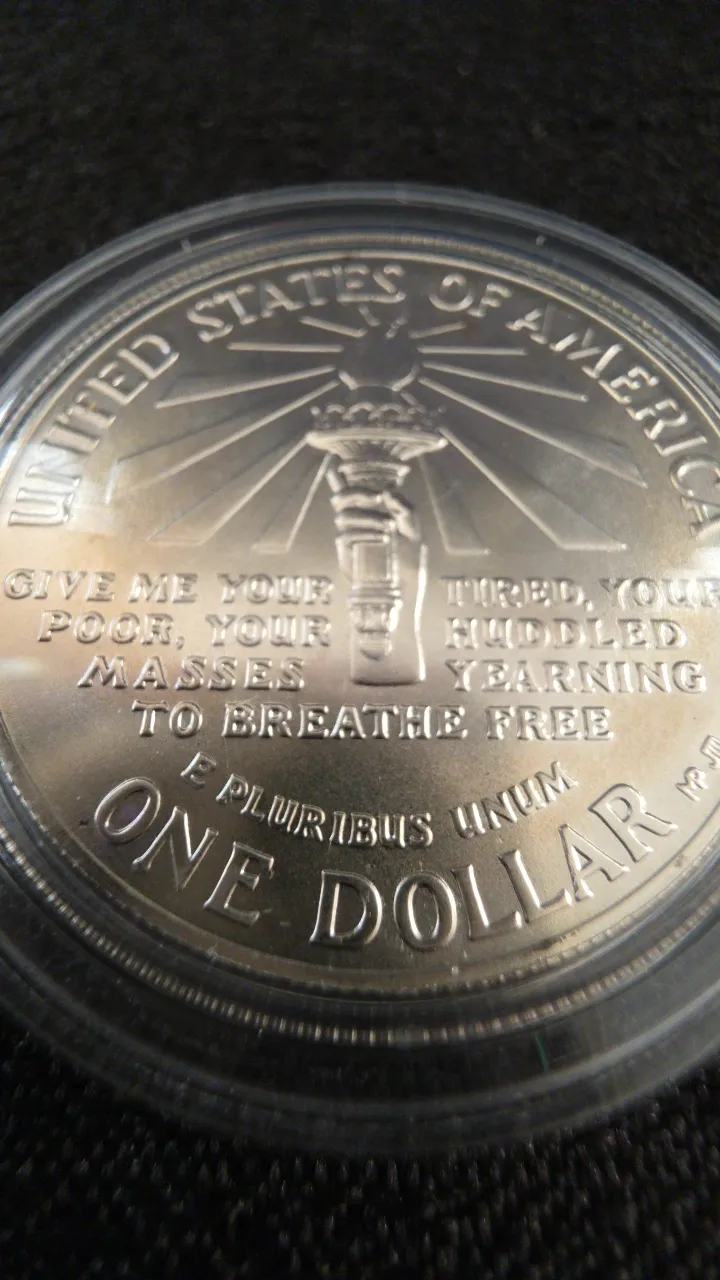 UNITED STATES OF AMERICA
GIVE ME YOUR TIRED, YOUR
POOR, YOUR HUDDLED
MASSES YEARNING
TO BREATHE FREE
E PLURIBUS UNUM
ONE DOLLAR